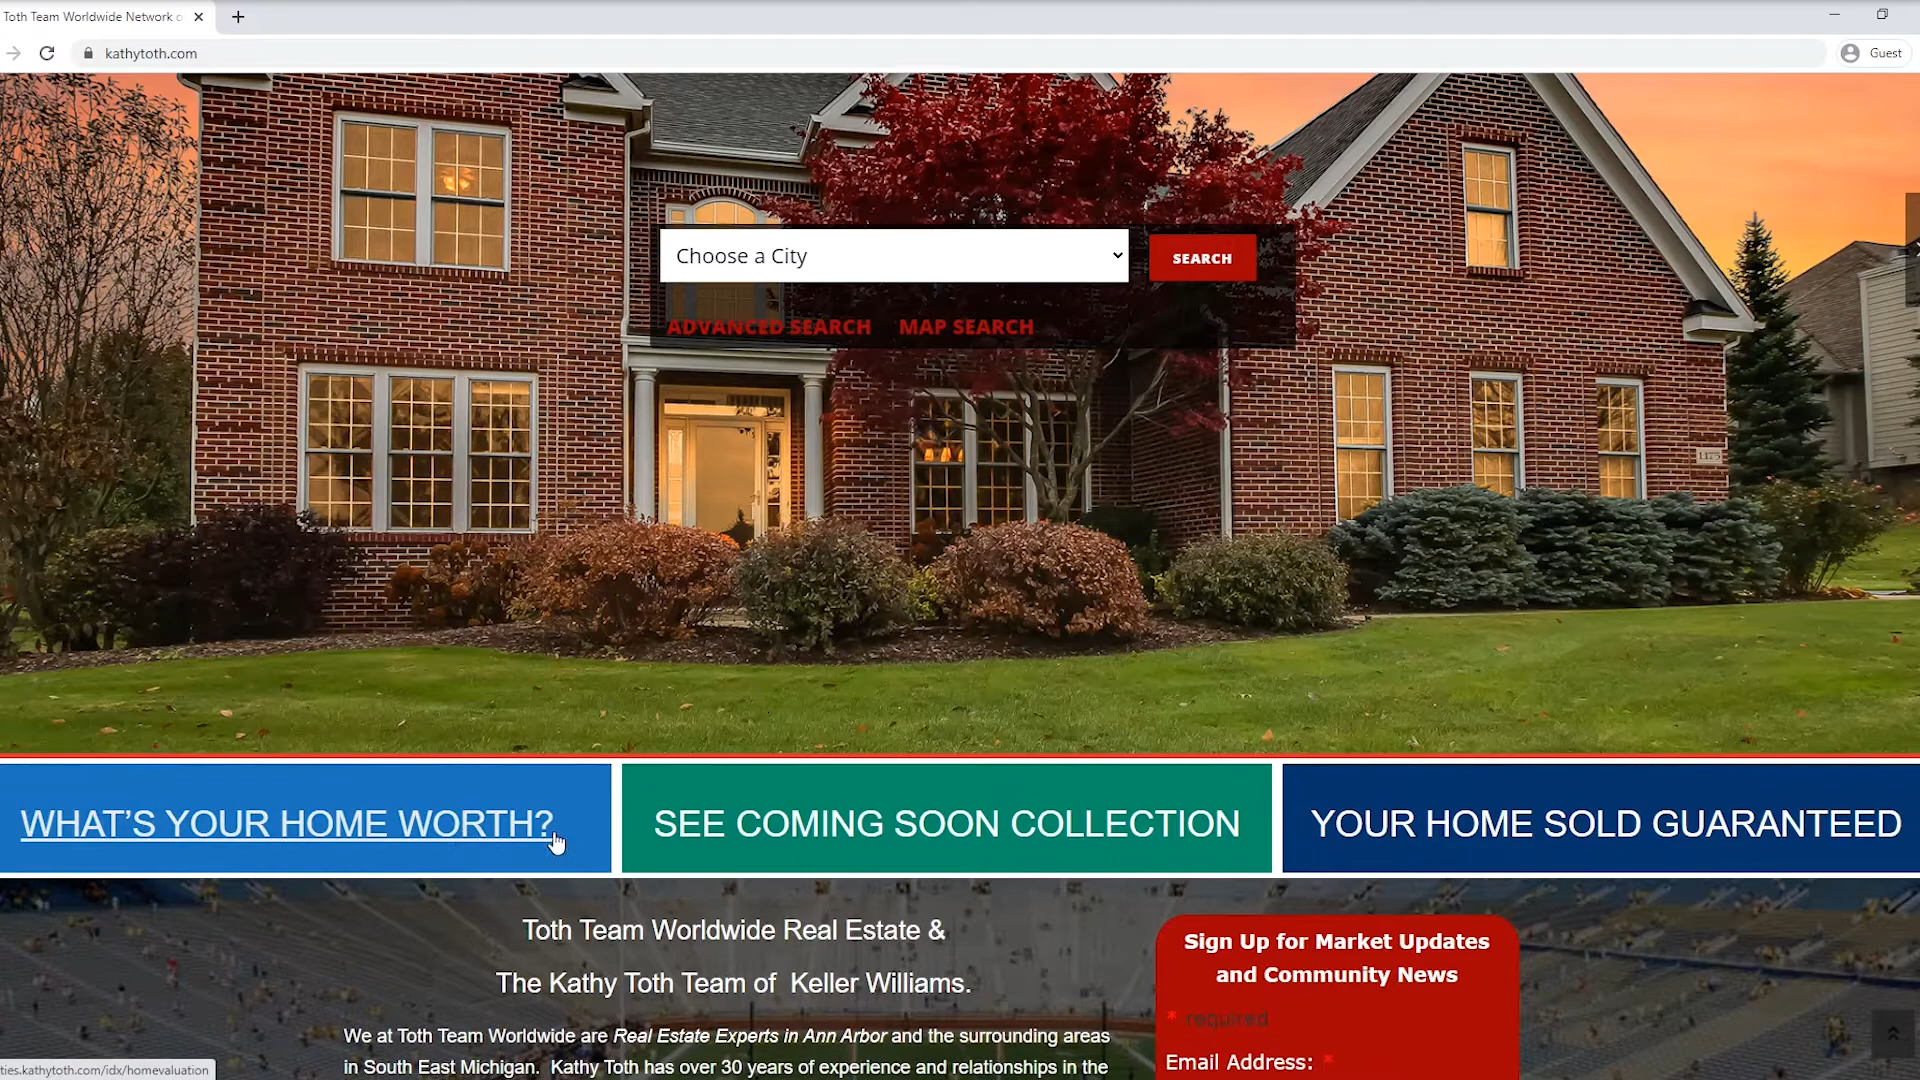 Toth Team Worldwide Network o
kathytoth.com
Guest
Choose a City
SEARCH
ADVANCED SEARCH MAP SEARCH
1175
WHAT'S YOUR HOME WORTH?
SEE COMING SOON COLLECTION
YOUR HOME SOLD GUARANTEED
Toth Team Worldwide Real Estate &
The Kathy Toth Team of Keller Williams.
We at Toth Team Worldwide are Real Estate Experts in Ann Arbor and the surrounding areas
in South East Michigan. Kathy Toth has over 30 years of experience and relationships in the
Sign Up for Market Updates
and Community News
* required
Email Address: *
ties.kathytoth.com/idx/homevaluation